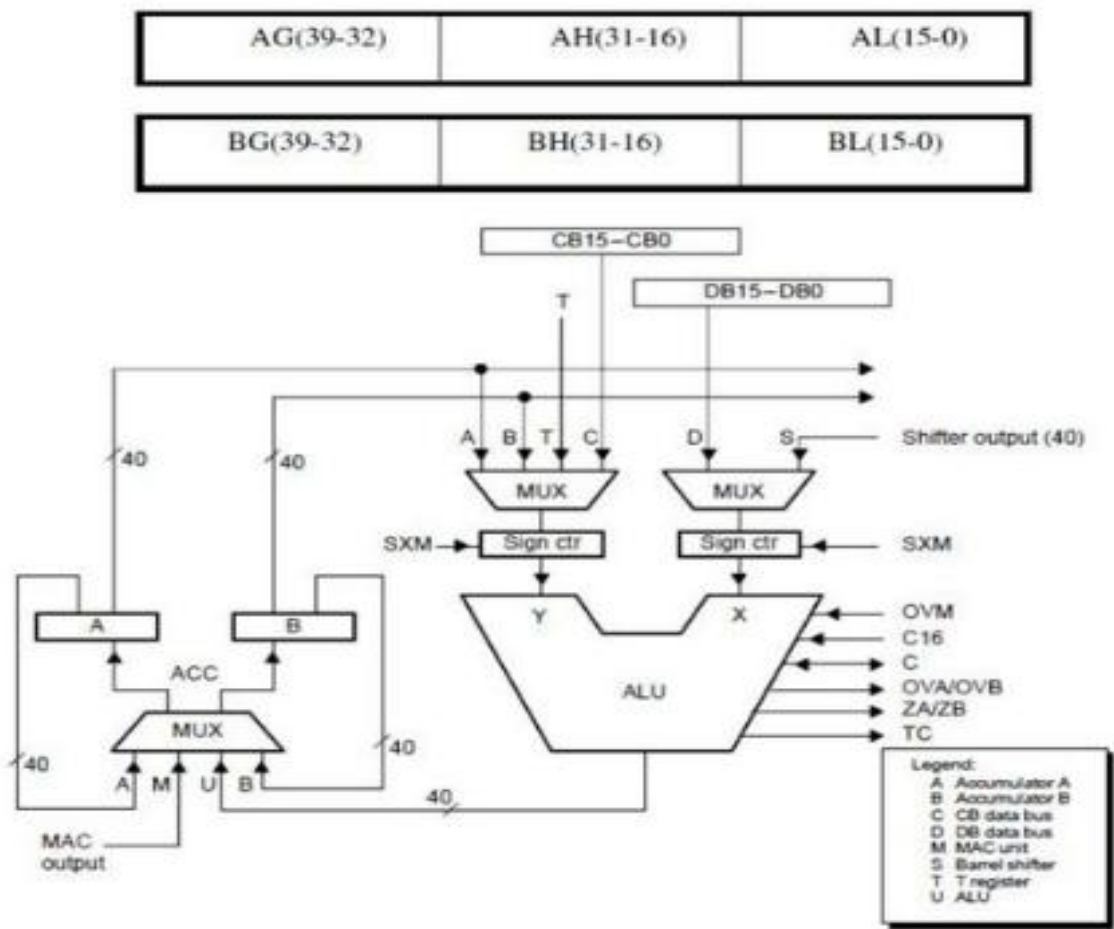 AG(39-32) AH(31-16) AL(15-0)
BG(39-32) BH(31-16) BL(15-0)
CB15–CB0
DB15–DB0
T
A B T C D S Shifter output (40)
40 40
MUX MUX
SXM Sign ctr Sign ctr SXM
Y X OVM
A B
C16
C
ACC ALU OVA/OVB
MUX ZA/ZB
TC
40 40
A M U B 40
MAC
output
Legend:
A Accumulator A
B Accumulator B
C CB data bus
D DB data bus
M MAC unit
S Barrel shifter
T T register
U ALU